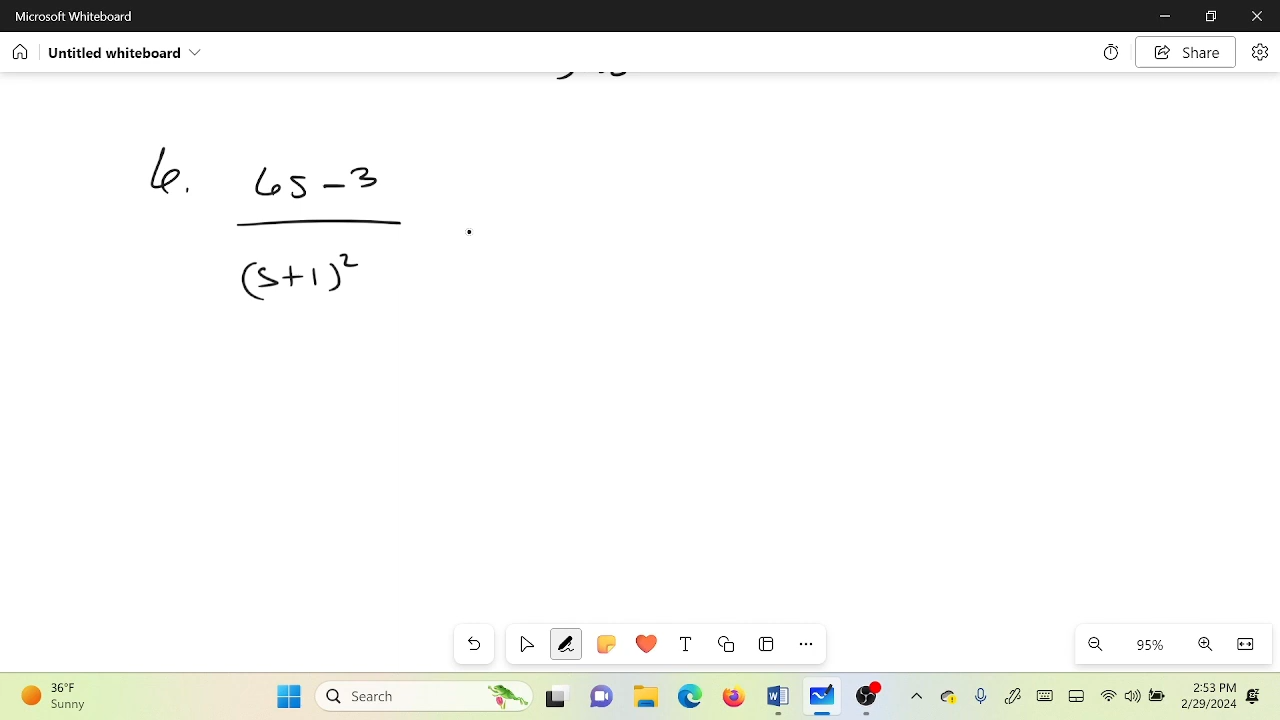 Microsoft Whiteboard
Untitled whiteboard
Share
6. 6s-3
(s+1)²
95%
36°F
Sunny
Search
2:53 PM
2/29/2024